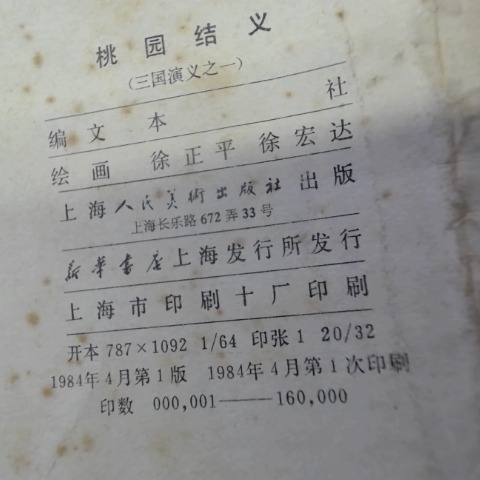 桃园结义
(三国演义之一)
编文 本 社
绘画 徐正平 徐宏达
上海人民美術出版社出版
上海长乐路672弄33号
新华書店上海发行所发行
上海市印刷十厂印刷
开本 787×1092 1/64 印张 1 20/32
1984年4月第1版 1984年4月第1次印刷
印数 000,001——160,000